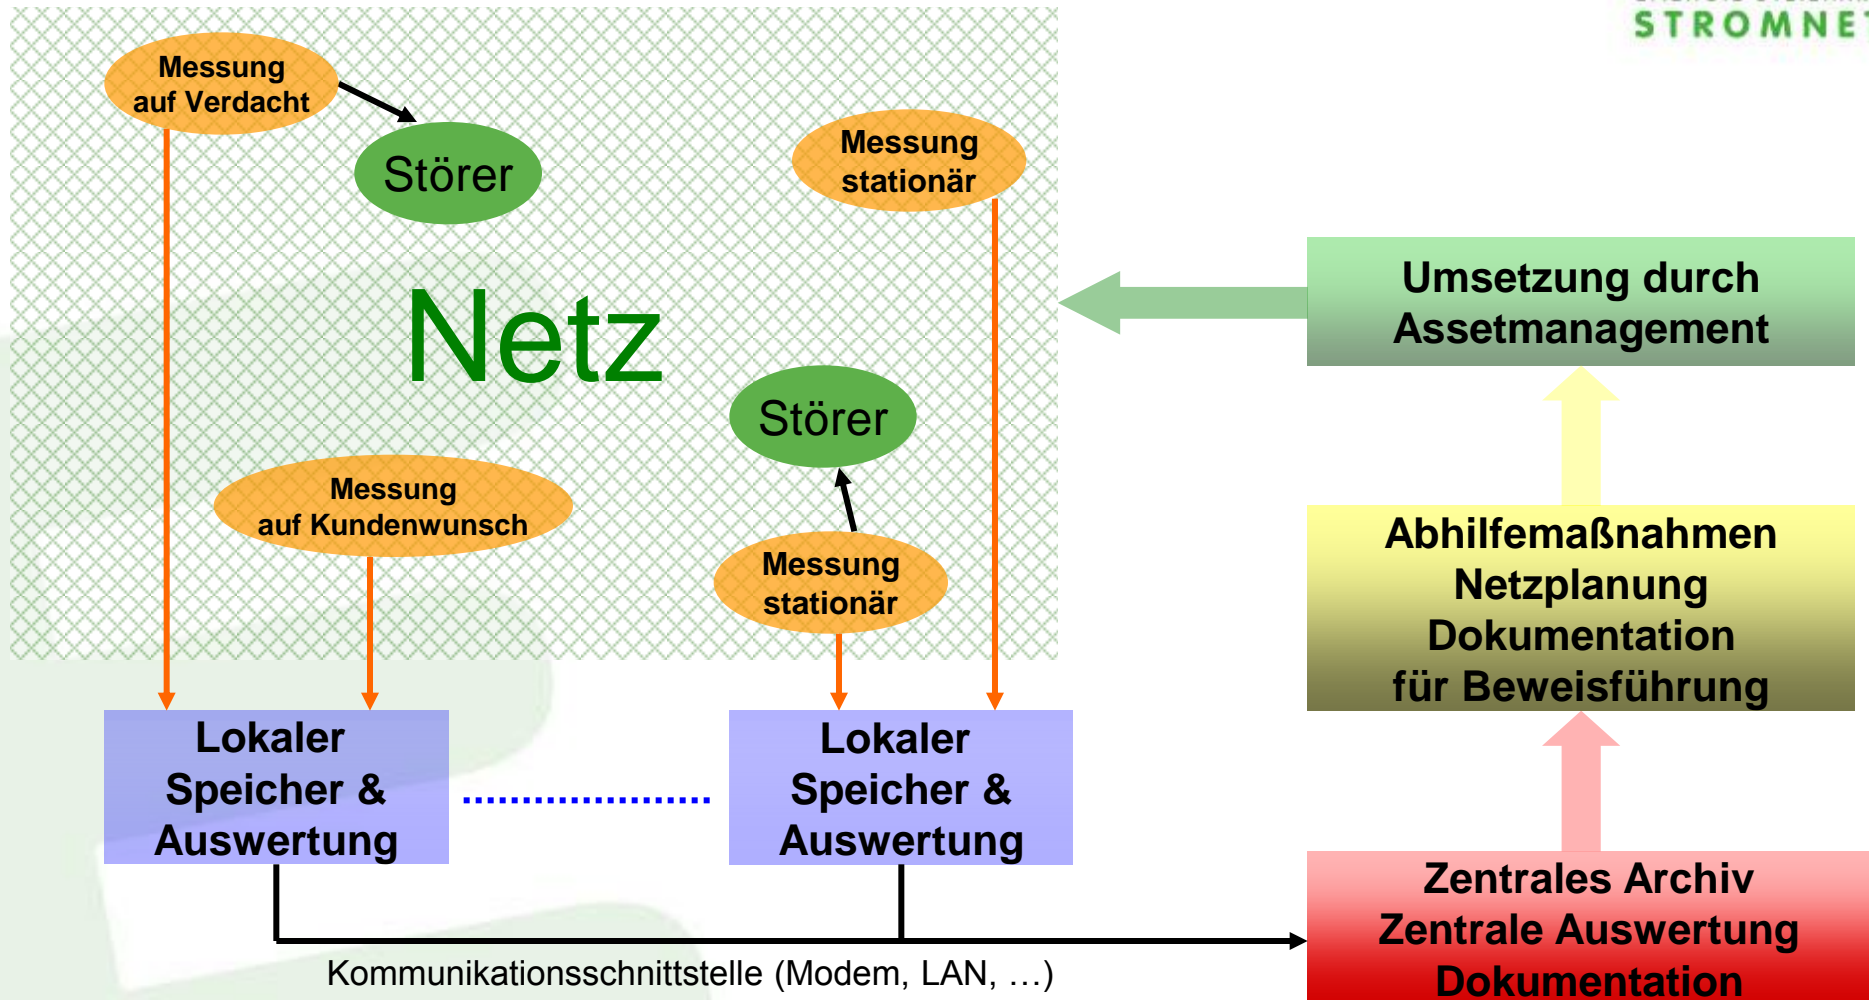 STROMNET
Messung
auf Verdacht
Störer
Messung
stationär
Netz
Störer
Messung
auf Kundenwunsch
Messung
stationär
Lokaler
Speicher &
Auswertung
Lokaler
Speicher &
Auswertung
Kommunikationsschnittstelle (Modem, LAN, …)
Umsetzung durch
Assetmanagement
Abhilfemaßnahmen
Netzplanung
Dokumentation
für Beweisführung
Zentrales Archiv
Zentrale Auswertung
Dokumentation